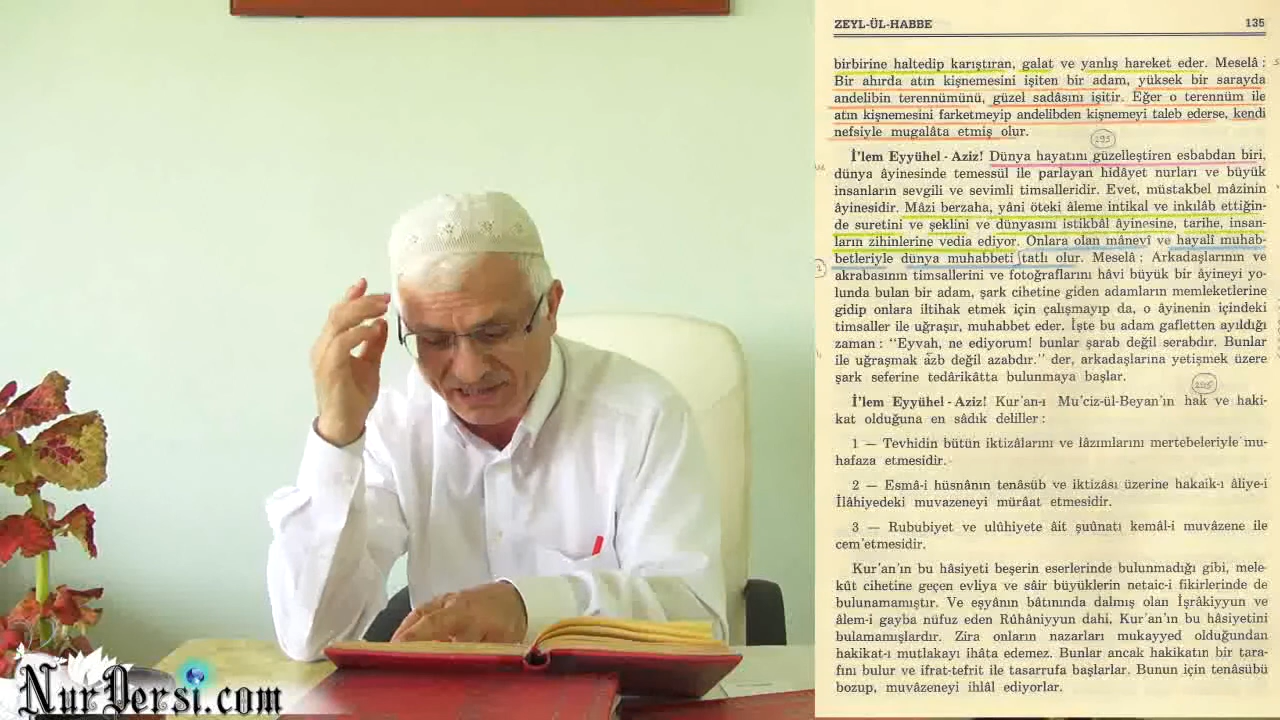 ZEYL-ÜL-HABBE 135
birbirine haltedip karıştıran, galat ve yanlış hareket eder. Meselâ :
Bir ahırda atın kişnemesini işiten bir adam, yüksek bir sarayda
andelibin terennümünü, güzel sadâsını işitir. Eğer o terennüm ile
atın kişnemesini farketmeyip andelibden kişnemeyi taleb ederse, kendi
nefsiyle mugalâta etmiş olur.
295
İ'lem Eyyühel - Aziz! Dünya hayatını güzelleştiren esbabdan biri,
dünya âyinesinde temessül ile parlayan hidâyet nurları ve büyük
insanların sevgili ve sevimli timsalleridir. Evet, müstakbel mâzinin
âyinesidir. Mâzi berzaha, yâni öteki âleme intikal ve inkılâb ettiğin-
de suretini ve şeklini ve dünyasını istikbâl âyinesine, tarihe, insan-
ların zihinlerine vedia ediyor. Onlara olan mânevî ve hayalî muhab-
betleriyle dünya muhabbeti tatlı olur. Meselâ : Arkadaşlarının ve
akrabasının timsallerini ve fotoğraflarını hâvi büyük bir âyineyi yo-
lunda bulan bir adam, şark cihetine giden adamların memleketlerine
gidip onlara iltihak etmek için çalışmayıp da, o âyinenin içindeki
timsaller ile uğraşır, muhabbet eder. İşte bu adam gafletten ayıldığı
zaman : "Eyvah, ne ediyorum! bunlar şarab değil serabdır. Bunlar
ile uğraşmak âzb değil azabdır." der, arkadaşlarına yetişmek üzere
şark seferine tedârikâtta bulunmaya başlar.
İ'lem Eyyühel - Aziz! Kur'an-ı Mu'ciz-ül-Beyan'ın hak ve haki-
kat olduğuna en sâdık deliller :
1 — Tevhidin bütün iktizâlarını ve lâzımlarını mertebeleriyle mu-
hafaza etmesidir.
2 — Esmâ-i hüsnânın tenâsüb ve iktizâsı üzerine hakaik-ı âliye-i
İlâhiyedeki muvazeneyi mürâat etmesidir.
3 — Rububiyet ve ulûhiyete âit şuûnatı kemâl-i muvâzene ile
cem'etmesidir.
Kur'an'ın bu hâsiyeti beşerin eserlerinde bulunmadığı gibi, mele-
kût cihetine geçen evliya ve sâir büyüklerin netaic-i fikirlerinde de
bulunamamıştır. Ve eşyânın bâtınında dalmış olan İşrâkiyyun ve
âlem-i gayba nüfuz eden Rûhâniyyun dahi, Kur'an'ın bu hâsiyetini
bulamamışlardır. Zira onların nazarları mukayyed olduğundan
hakikat-ı mutlakayı ihâta edemez. Bunlar ancak hakikatın bir tara-
fını bulur ve ifrat-tefrit ile tasarrufa başlarlar. Bunun için tenâsübü
bozup, muvâzeneyi ihlâl ediyorlar.
NurDersi.com